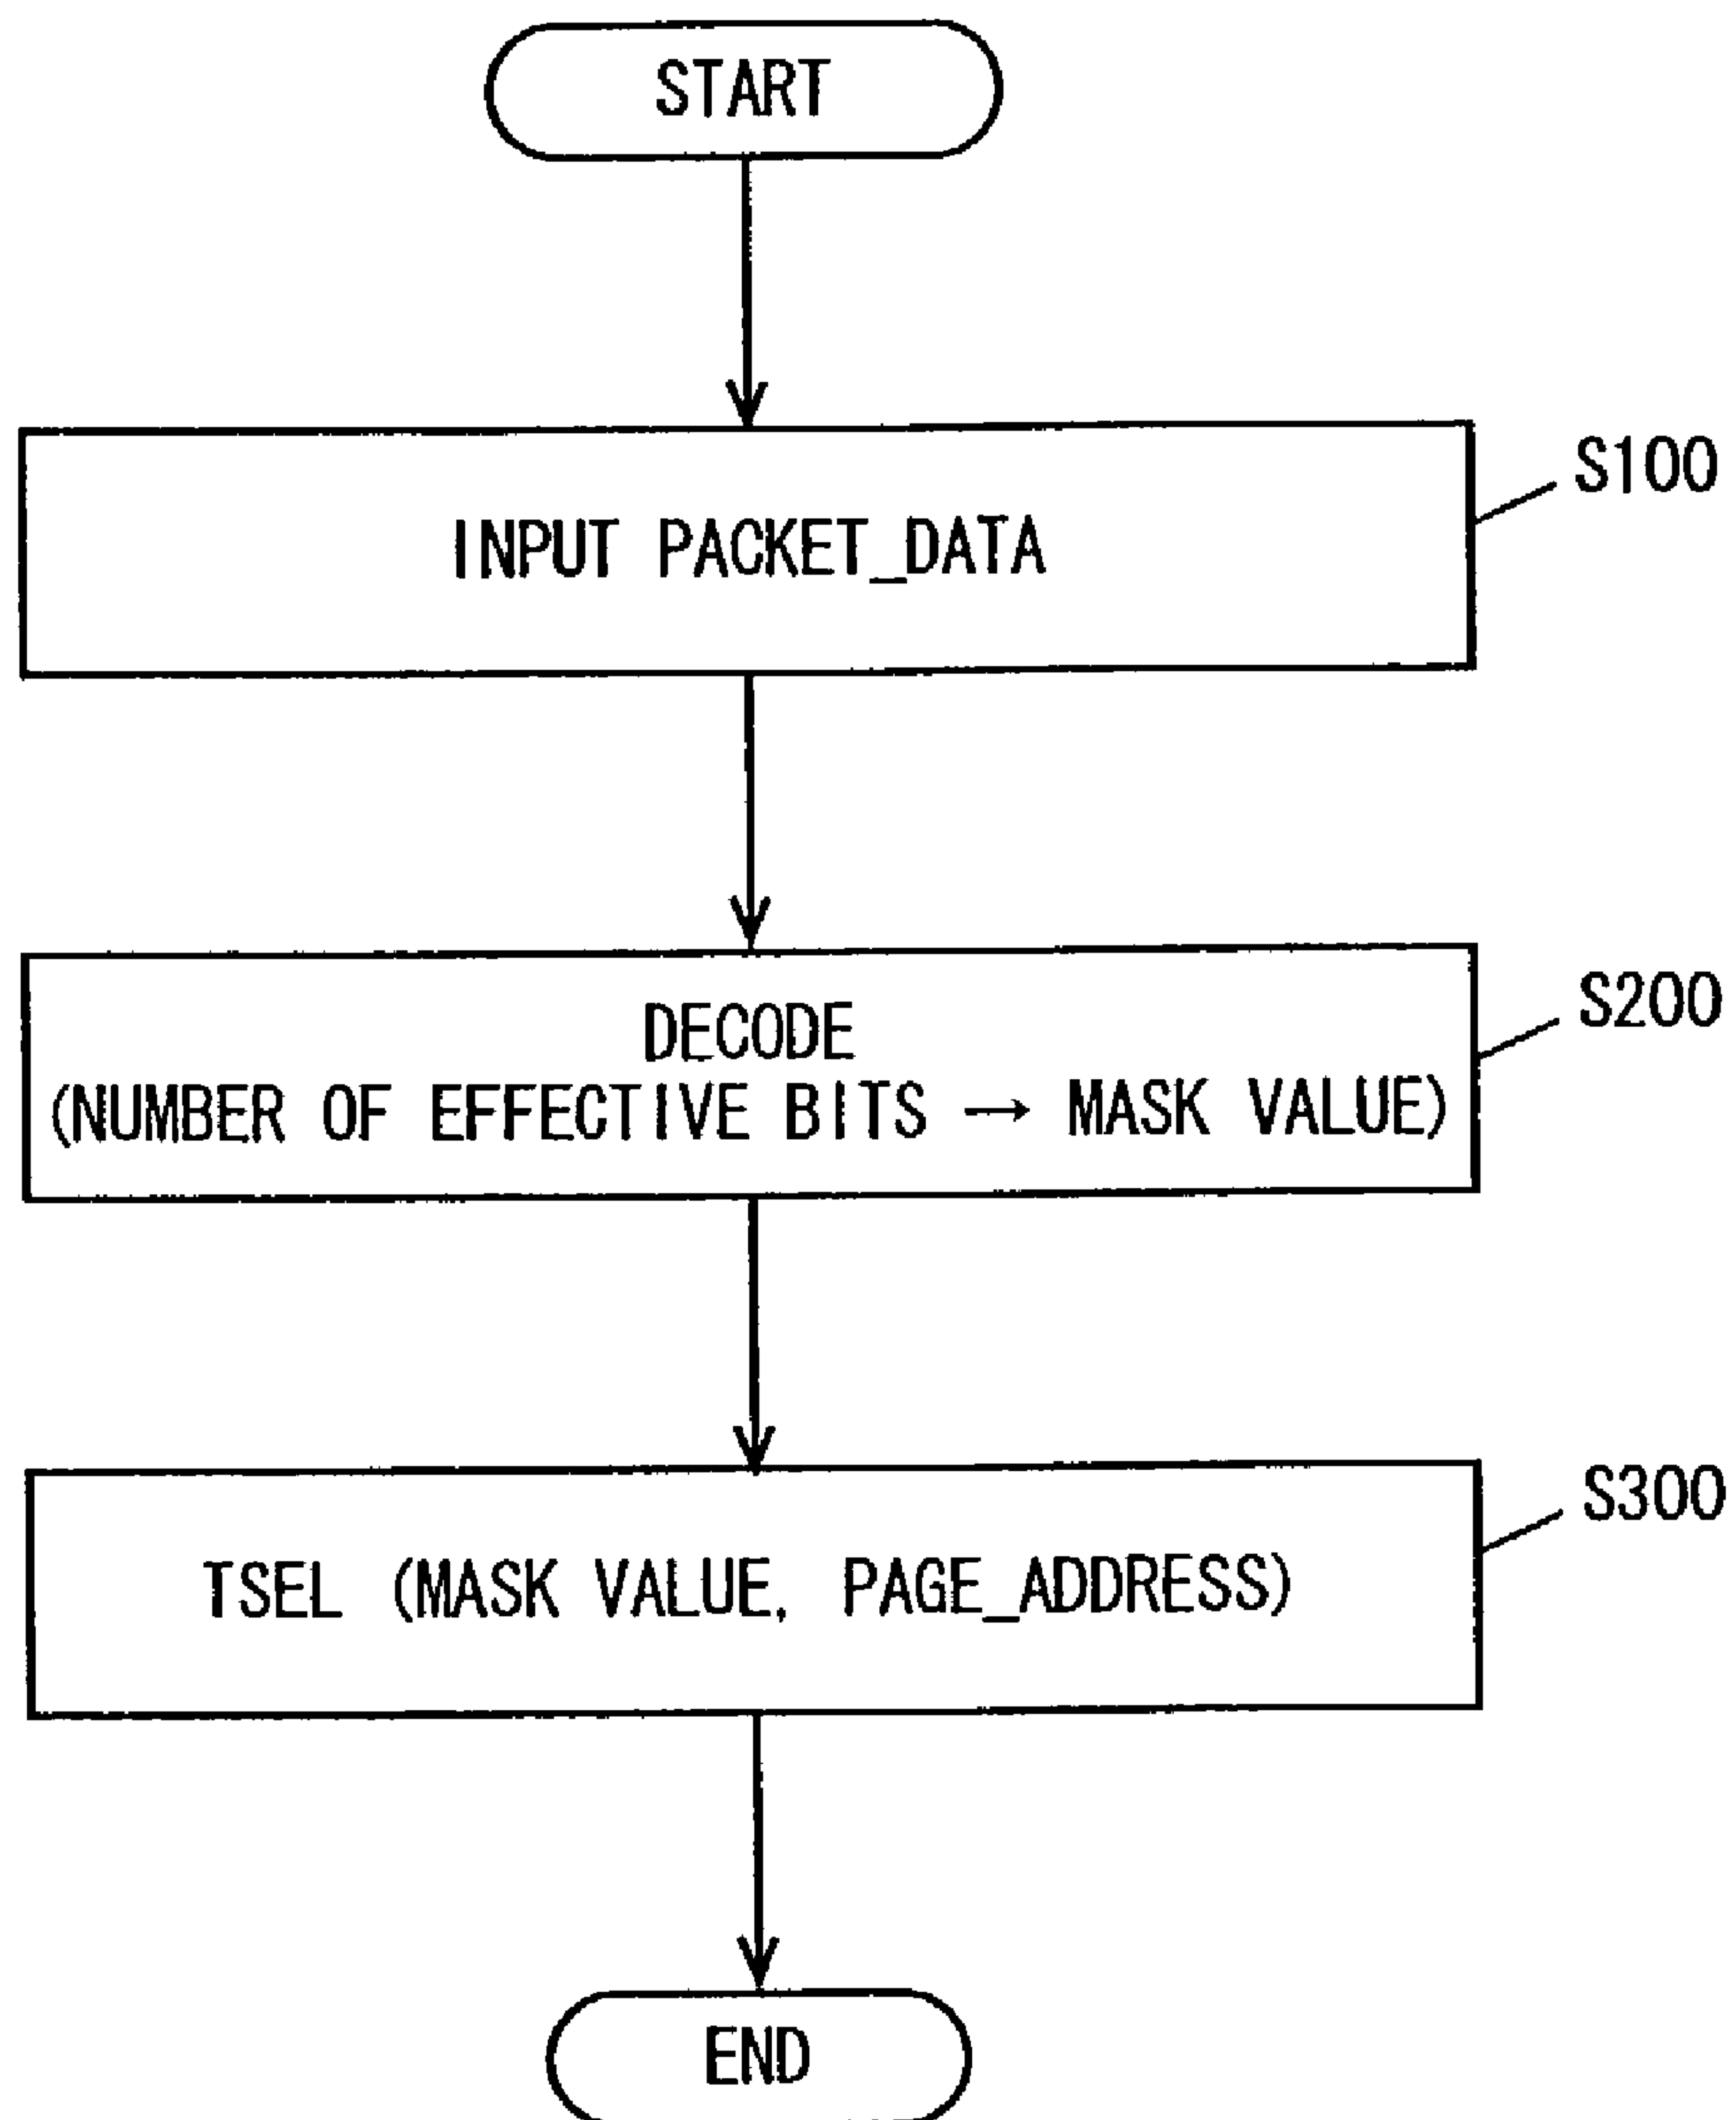 START
INPUT PACKET_DATA
S100
DECODE
S200
(NUMBER OF EFFECTIVE BITS → MASK VALUE)
TSEL (MASK VALUE, PAGE_ADDRESS)
S300
END